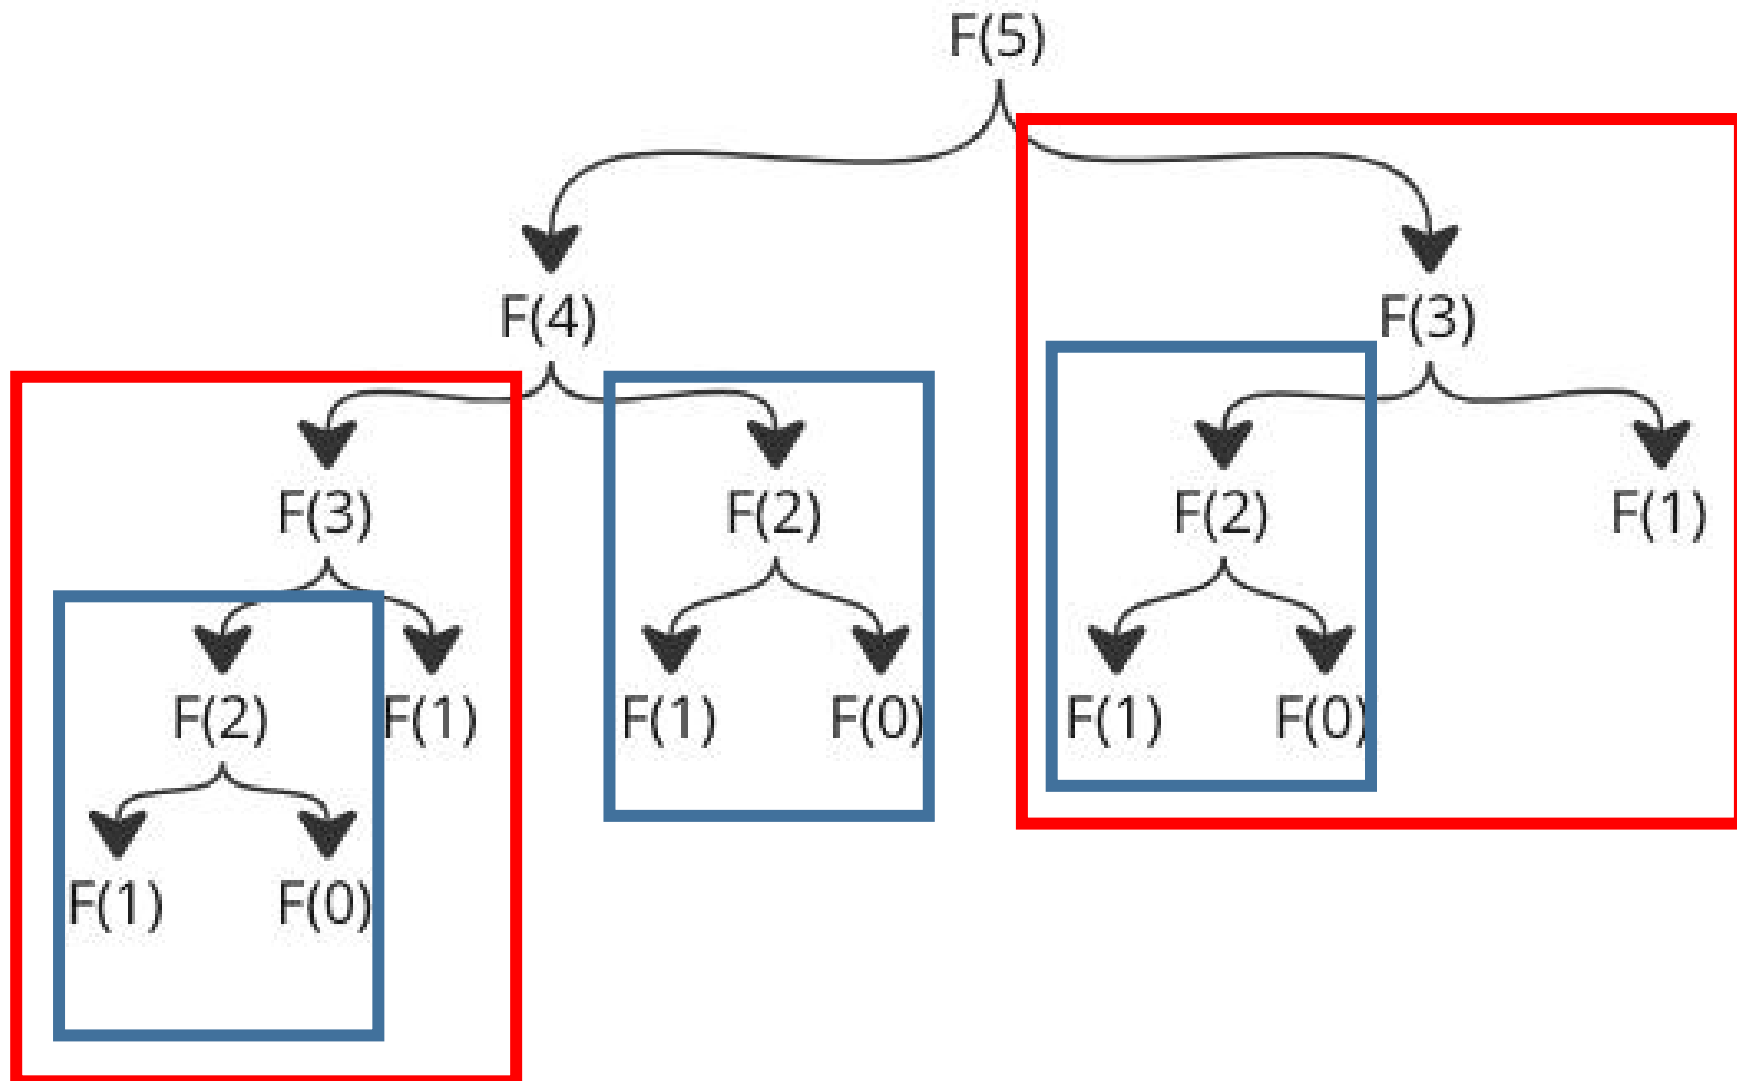 F(5)
F(4) F(3)
F(3) F(2) F(2) F(1)
F(2) F(1) F(1) F(0) F(1) F(0)
F(1) F(0)